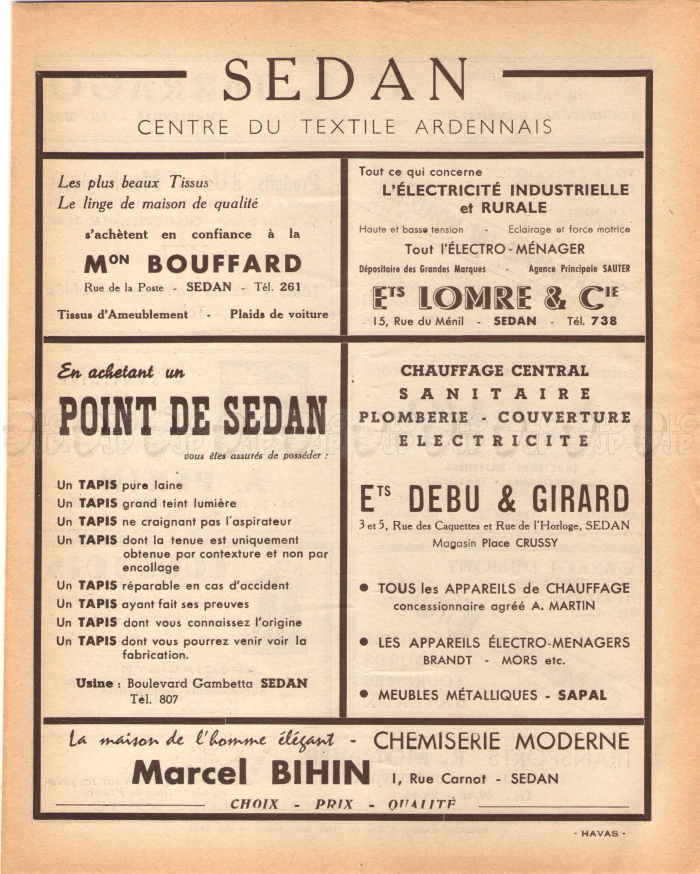 SEDAN
CENTRE DU TEXTILE ARDENNAIS
Les plus beaux Tissus
Le linge de maison de qualité
s'achètent en confiance à la
MON BOUFFARD
Rue de la Poste - SEDAN - Tél. 261
Tissus d'Ameublement - Plaids de voiture
Tout ce qui concerne
L'ÉLECTRICITÉ INDUSTRIELLE
et RURALE
Haute et basse tension - Eclairage et force motrice
Tout l'ÉLECTRO-MÉNAGER
Dépositaire des Grandes Marques - Agence Principale SAUTER
ETS LOMRE & CIE
15, Rue du Ménil - SEDAN - Tél. 738
En achetant un
POINT DE SEDAN
vous êtes assurés de posséder :
Un TAPIS pure laine
Un TAPIS grand teint lumière
Un TAPIS ne craignant pas l'aspirateur
Un TAPIS dont la tenue est uniquement
obtenue par contexture et non par
encollage
Un TAPIS réparable en cas d'accident
Un TAPIS ayant fait ses preuves
Un TAPIS dont vous connaissez l'origine
Un TAPIS dont vous pourrez venir voir la
fabrication.
Usine : Boulevard Gambetta SEDAN
Tél. 807
CHAUFFAGE CENTRAL
SANITAIRE
PLOMBERIE - COUVERTURE
ELECTRICITE
ETS DEBU & GIRARD
3 et 5, Rue des Caquettes et Rue de l'Horloge, SEDAN
Magasin Place CRUSSY
● TOUS les APPAREILS de CHAUFFAGE
concessionnaire agréé A. MARTIN
● LES APPAREILS ÉLECTRO-MENAGERS
BRANDT - MORS etc.
● MEUBLES MÉTALLIQUES - SAPAL
La maison de l'homme élégant - CHEMISERIE MODERNE
Marcel BIHIN 1, Rue Carnot - SEDAN
CHOIX - PRIX - QUALITÉ
- HAVAS -